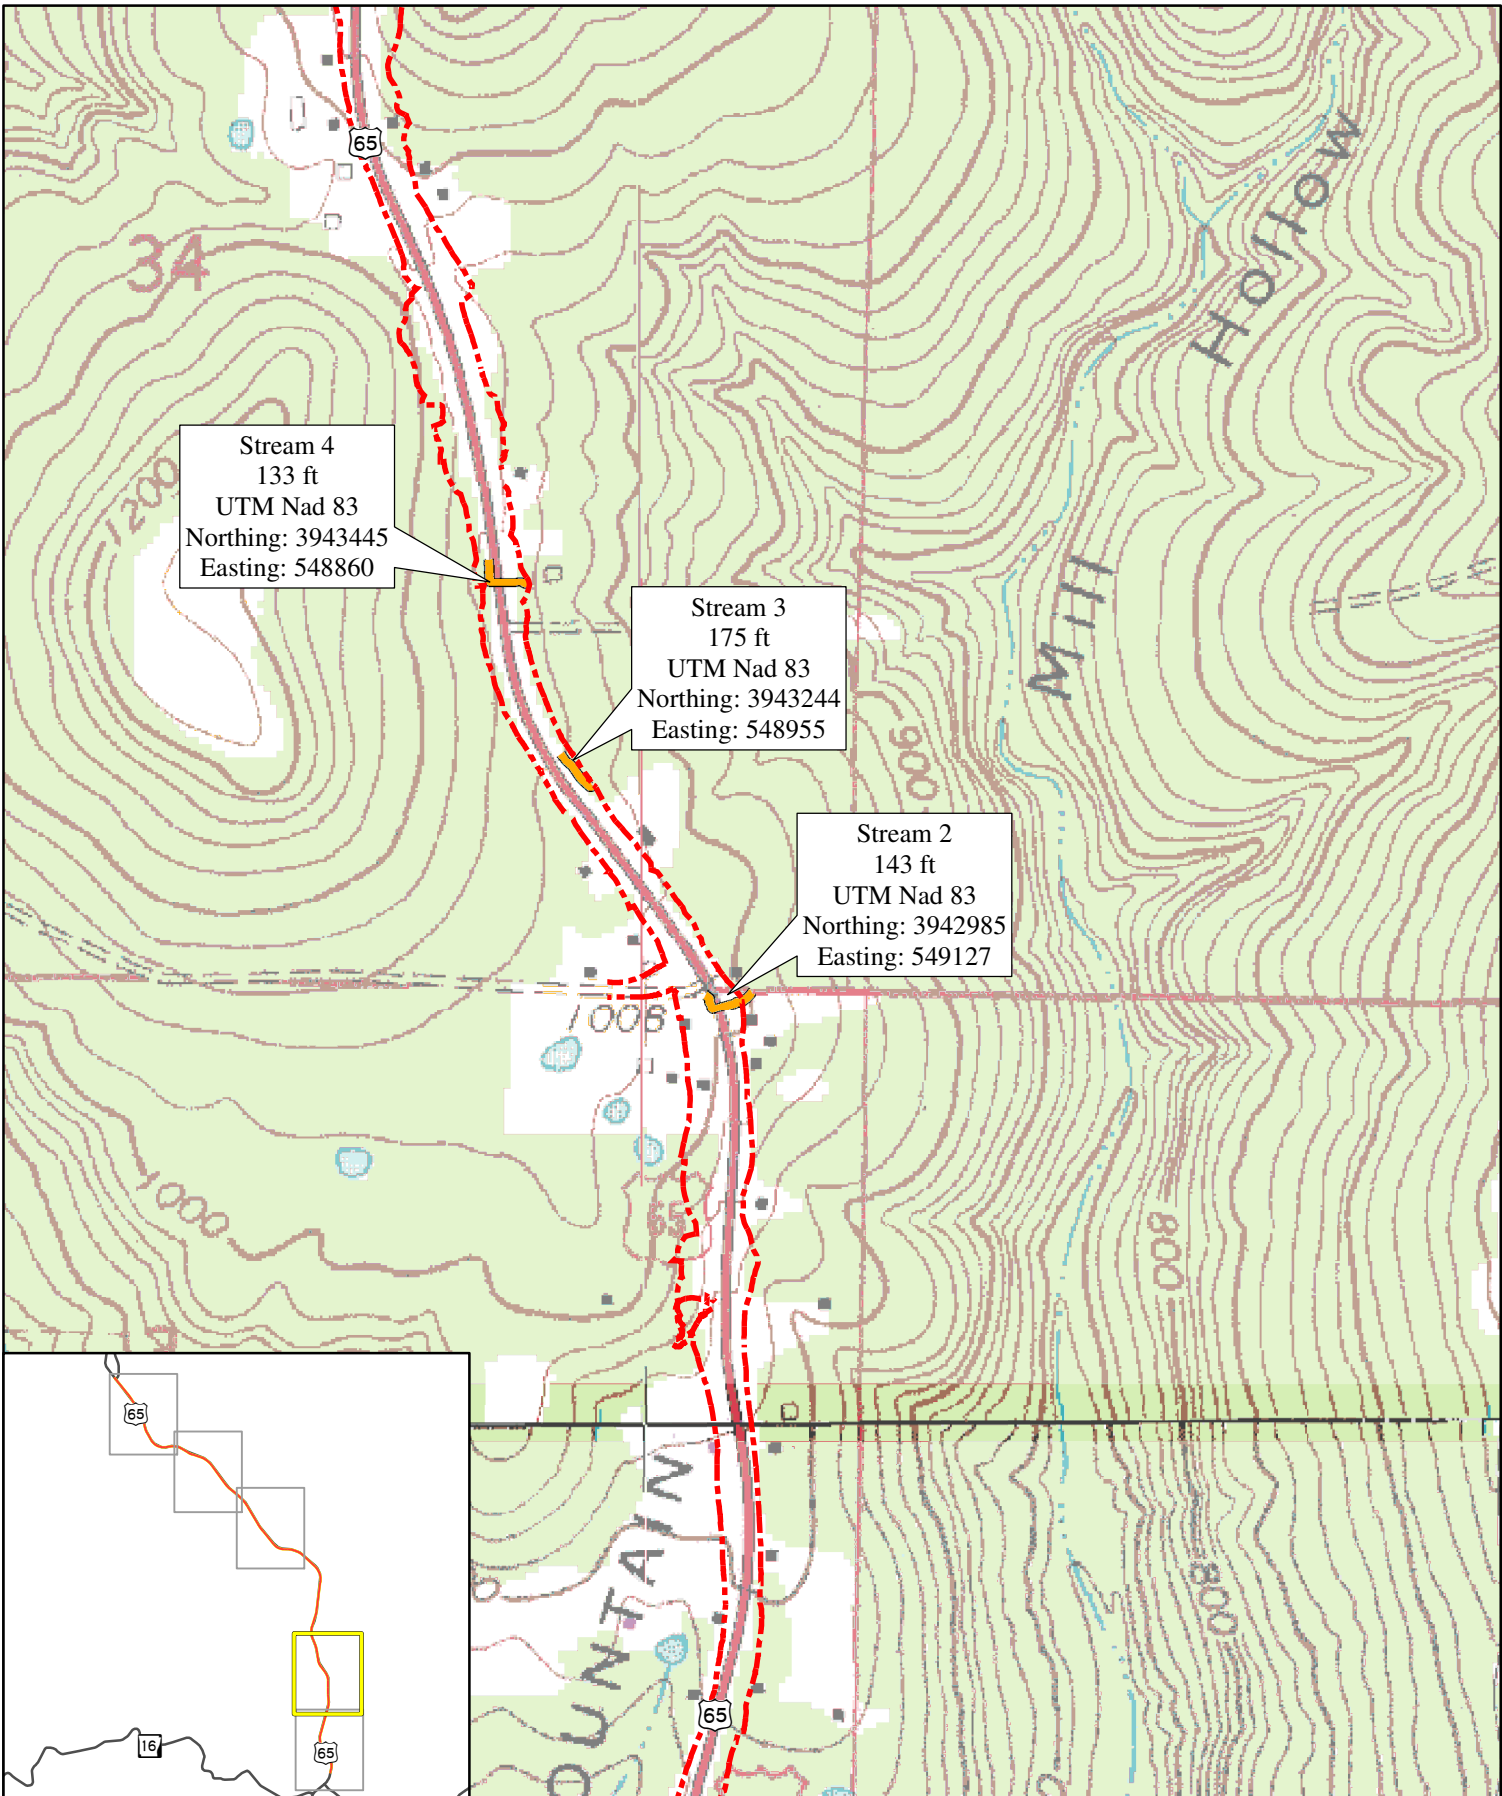 65
34
Hollow
1200
Stream 4
133 ft
UTM Nad 83
Northing: 3943445
Easting: 548860
Mill
Stream 3
175 ft
UTM Nad 83
Northing: 3943244
Easting: 548955
900
Stream 2
143 ft
UTM Nad 83
Northing: 3942985
Easting: 549127
1006
1000
65
800
65
OUNTAIN
800
65
16
65